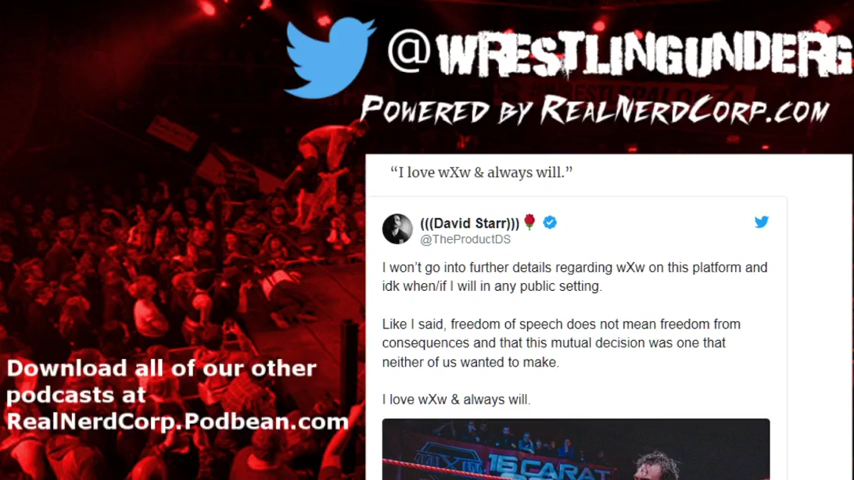 @WRESTLINGUNDERG
POWERED BY REALNERDCORP.COM
“I love wXw & always will.”
(((David Starr)))🌹
@TheProductDS
I won't go into further details regarding wXw on this platform and
idk when/if I will in any public setting.
Like I said, freedom of speech does not mean freedom from
consequences and that this mutual decision was one that
neither of us wanted to make.
I love wXw & always will.
Download all of our other
podcasts at
RealNerdCorp.Podbean.com
16 CARAT